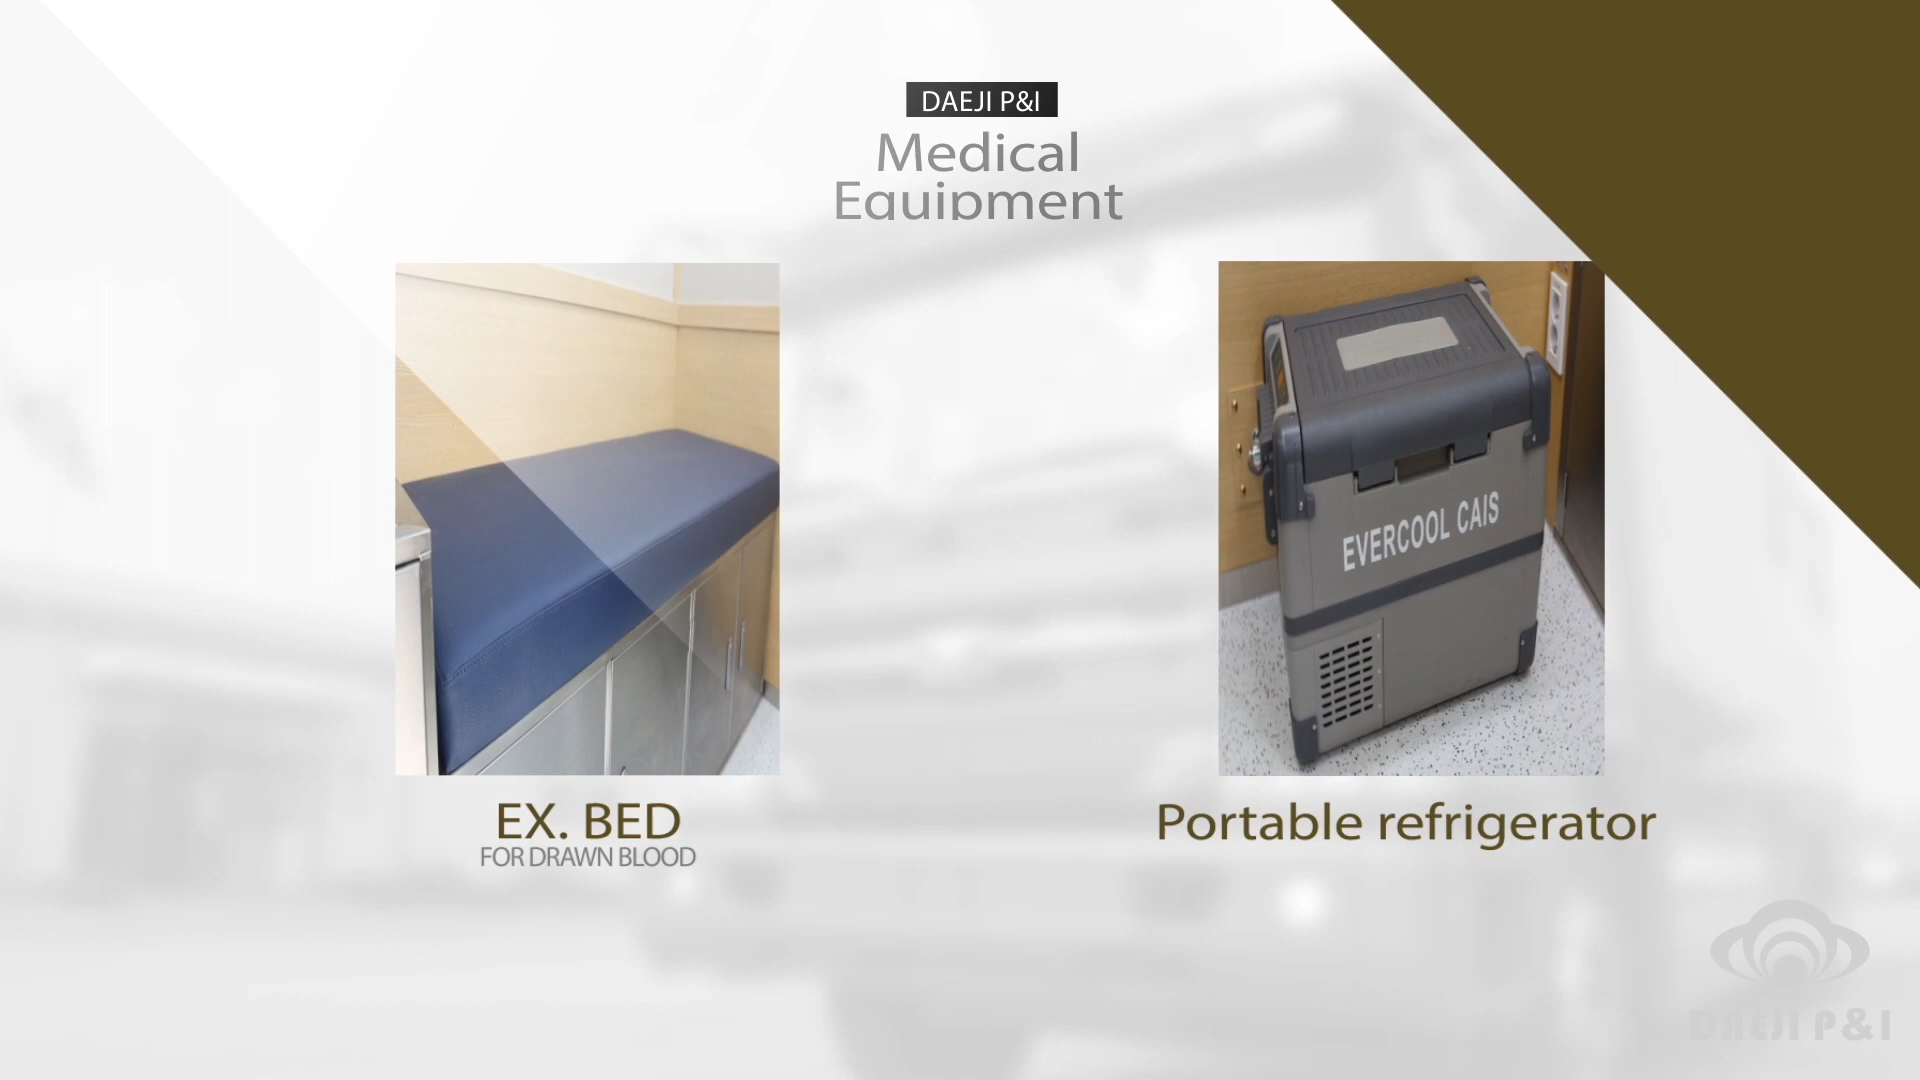 DAEJI P&I
Medical
Equipment
EVERCOOL CAIS
EX. BED
FOR DRAWN BLOOD
Portable refrigerator
DAEJI P&I